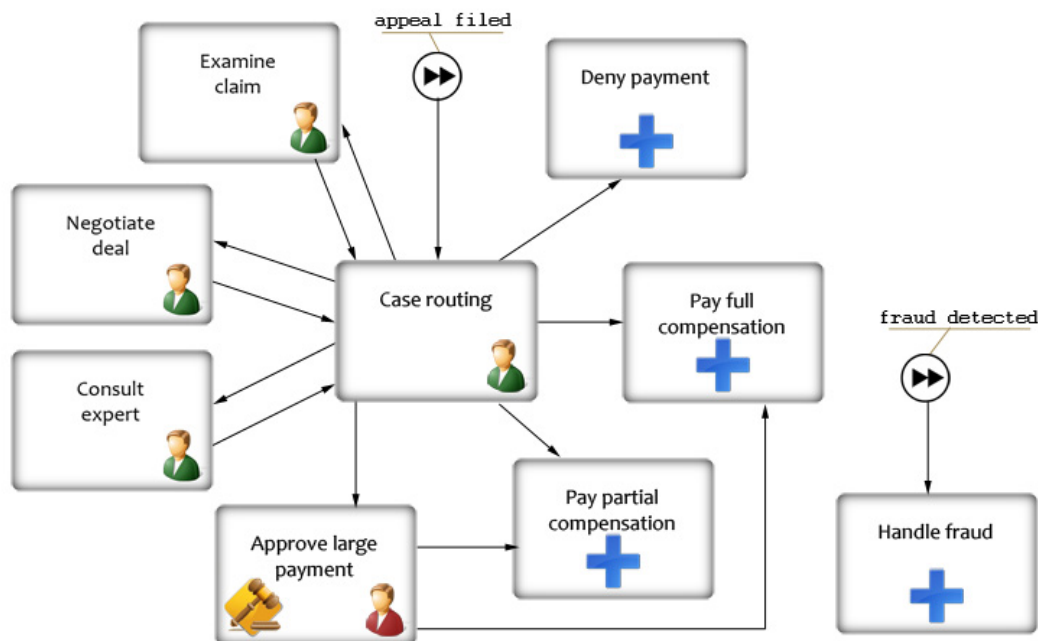 appeal filed
Examine
claim
Deny payment
Negotiate
deal
Case routing
Pay full
compensation
fraud detected
Consult
expert
Pay partial
compensation
Approve large
payment
Handle fraud